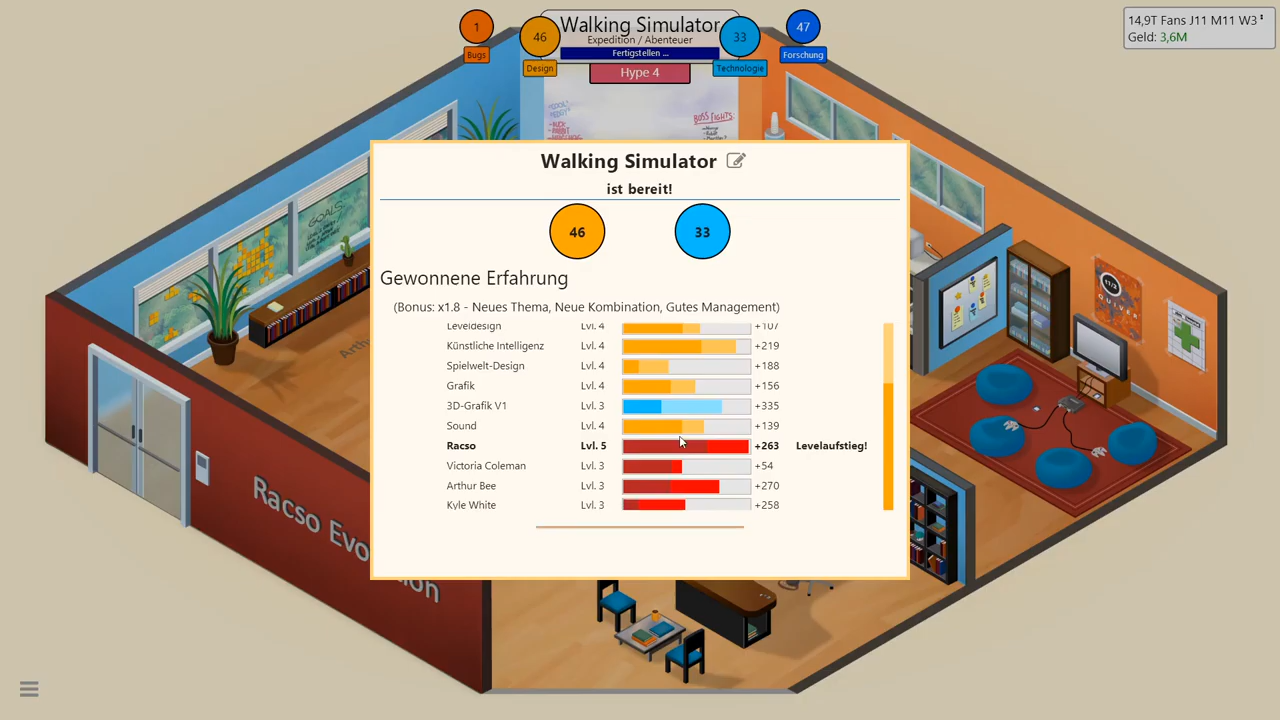 1
Bugs
46
Design
Walking Simulator
Expedition / Abenteuer
Fertigstellen ...
Hype 4
33
Technologie
47
Forschung
14,9T Fans J11 M11 W3
Geld: 3,6M
BOSS FIGHTS:
GOALS:
Walking Simulator
ist bereit!
46
33
Gewonnene Erfahrung
(Bonus: x1.8 - Neues Thema, Neue Kombination, Gutes Management)
Leveldesign Lvl. 4 +107
Künstliche Intelligenz Lvl. 4 +219
Spielwelt-Design Lvl. 4 +188
Grafik Lvl. 4 +156
3D-Grafik V1 Lvl. 3 +335
Sound Lvl. 4 +139
Racso Lvl. 5 +263 Levelaufstieg!
Victoria Coleman Lvl. 3 +54
Arthur Bee Lvl. 3 +270
Kyle White Lvl. 3 +258